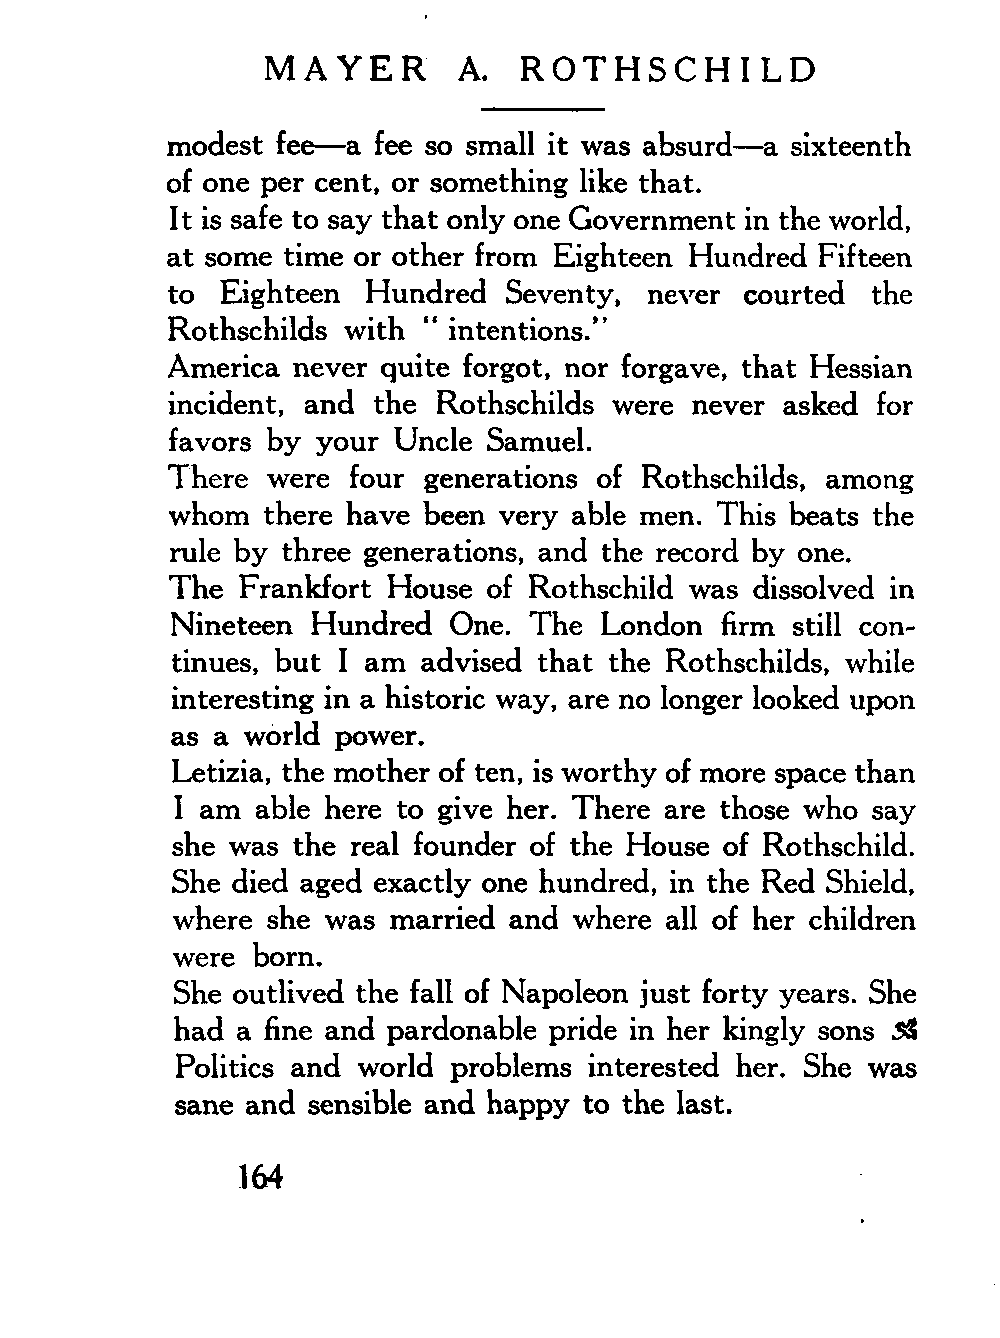 MAYER A. ROTHSCHILD
modest fee—a fee so small it was absurd—a sixteenth
of one per cent, or something like that.
It is safe to say that only one Government in the world,
at some time or other from Eighteen Hundred Fifteen
to Eighteen Hundred Seventy, never courted the
Rothschilds with " intentions."
America never quite forgot, nor forgave, that Hessian
incident, and the Rothschilds were never asked for
favors by your Uncle Samuel.
There were four generations of Rothschilds, among
whom there have been very able men. This beats the
rule by three generations, and the record by one.
The Frankfort House of Rothschild was dissolved in
Nineteen Hundred One. The London firm still con-
tinues, but I am advised that the Rothschilds, while
interesting in a historic way, are no longer looked upon
as a world power.
Letizia, the mother of ten, is worthy of more space than
I am able here to give her. There are those who say
she was the real founder of the House of Rothschild.
She died aged exactly one hundred, in the Red Shield,
where she was married and where all of her children
were born.
She outlived the fall of Napoleon just forty years. She
had a fine and pardonable pride in her kingly sons
Politics and world problems interested her. She was
sane and sensible and happy to the last.
164